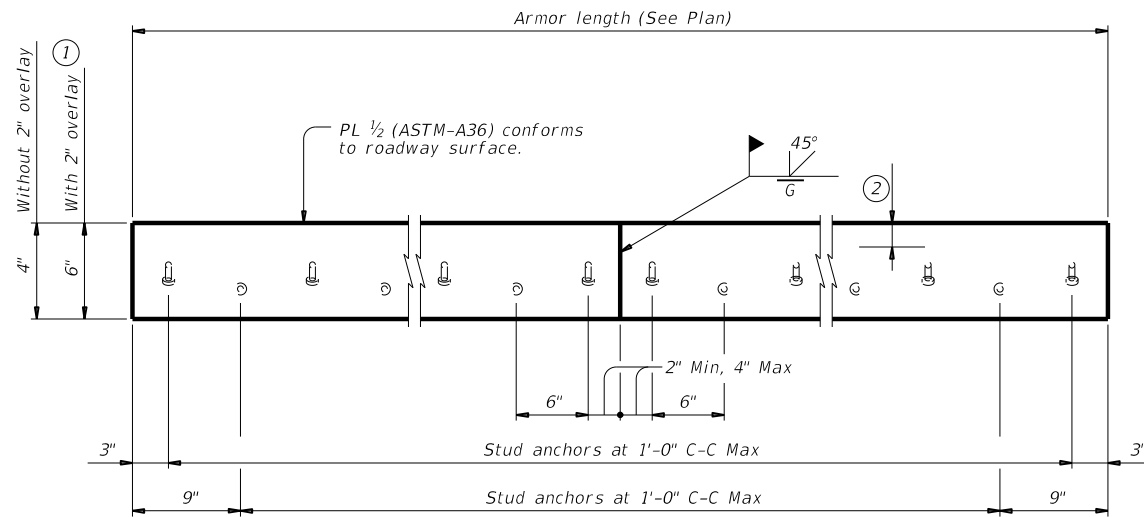 Armor length (See Plan)
1
Without 2" overlay
With 2" overlay
PL ½ (ASTM-A36) conforms
to roadway surface.
45°
G
2
4"
6"
2" Min, 4" Max
6"
6"
3"
Stud anchors at 1'-0" C-C Max
3"
9"
Stud anchors at 1'-0" C-C Max
9"